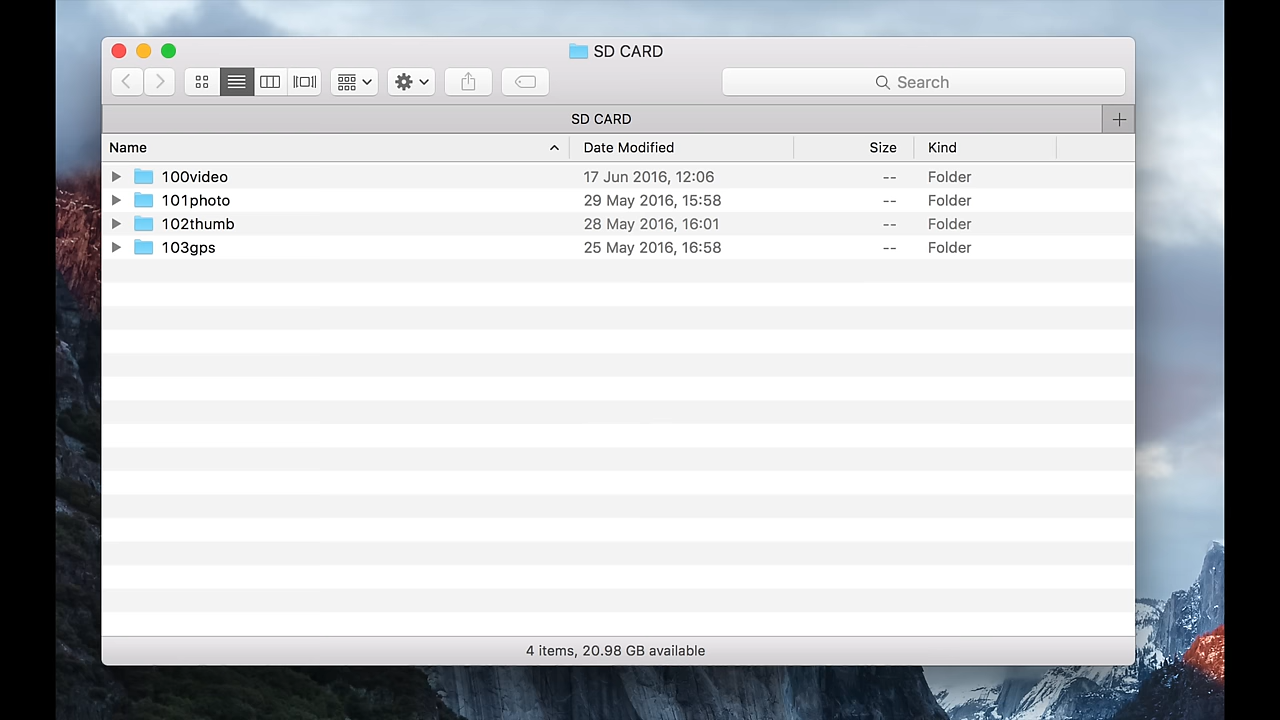 SD CARD
Search
SD CARD
Name Date Modified Size Kind
100video 17 Jun 2016, 12:06 -- Folder
101photo 29 May 2016, 15:58 -- Folder
102thumb 28 May 2016, 16:01 -- Folder
103gps 25 May 2016, 16:58 -- Folder
4 items, 20.98 GB available